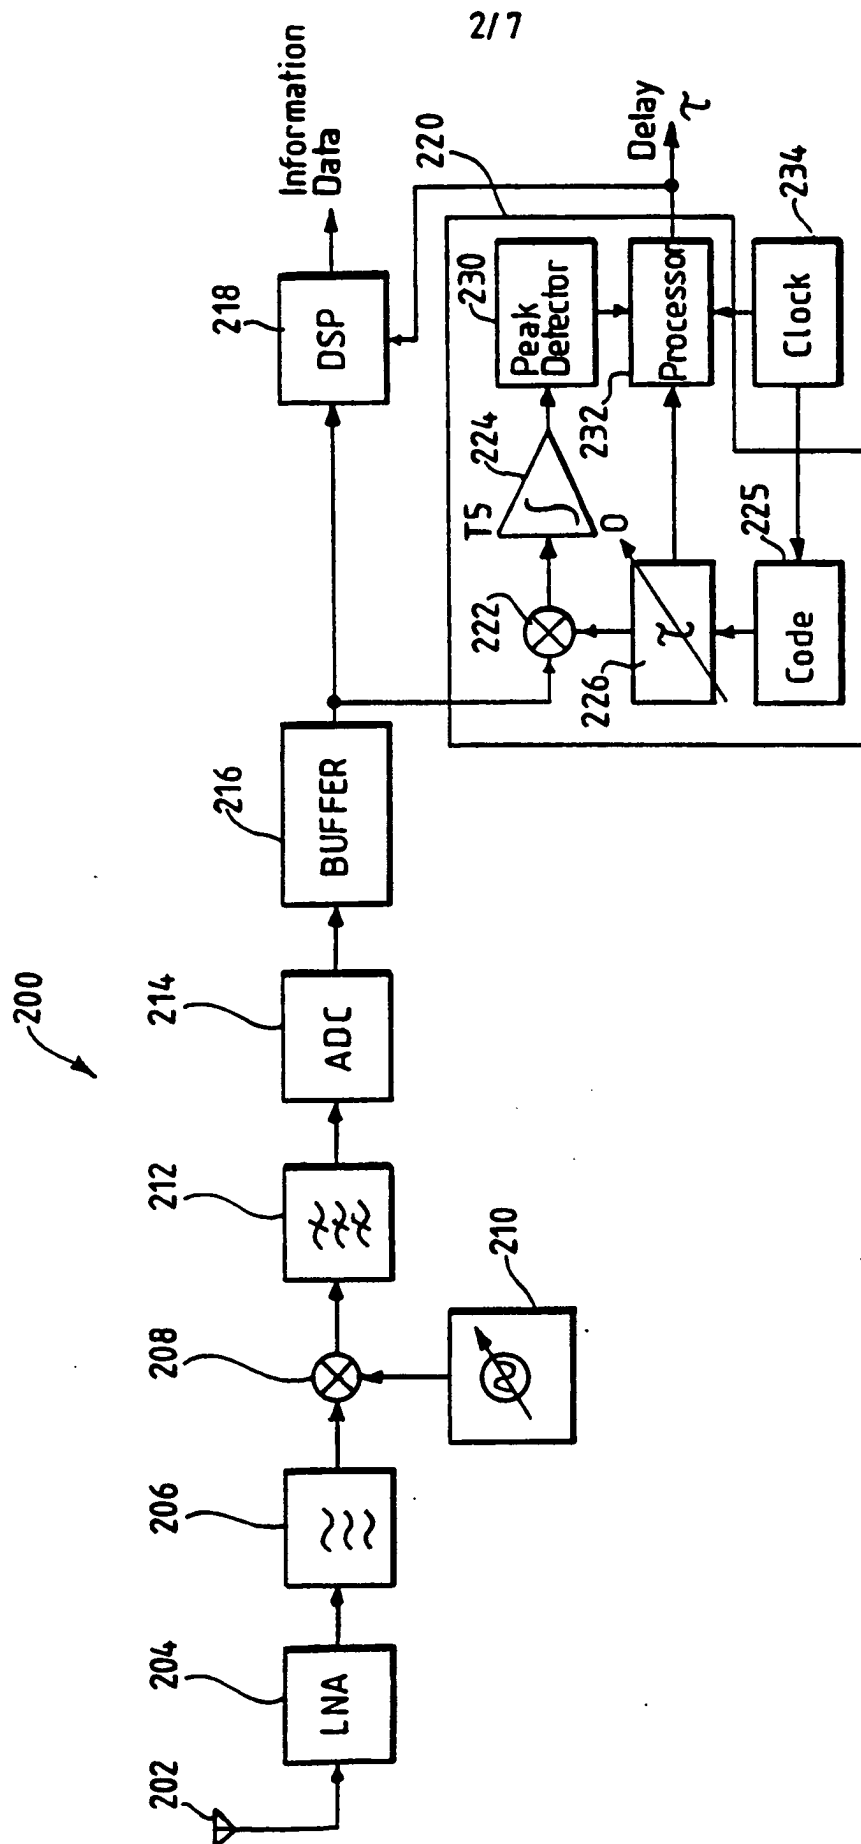 2/7
200
202
204
LNA
206
208
210
212
214
ADC
216
BUFFER
218
DSP
Information
Data
220
222
224
TS
0
225
Code
226
τ
230
Peak
Detector
232
Processor
234
Clock
Delay
τ